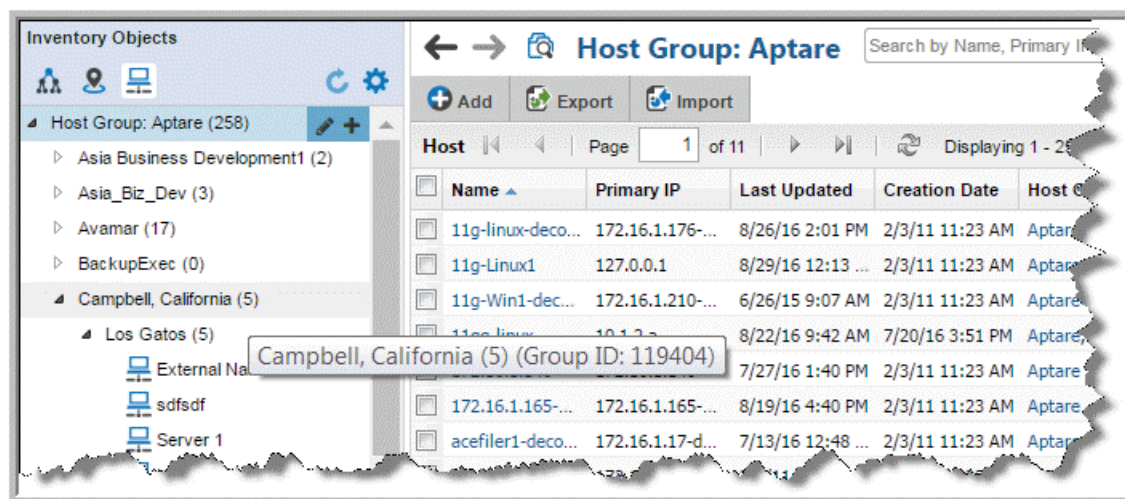 Inventory Objects
Host Group: Aptare (258)
Asia Business Development1 (2)
Asia_Biz_Dev (3)
Avamar (17)
BackupExec (0)
Campbell, California (5)
Los Gatos (5)
External
sdfsdf
Server 1
Campbell, California (5) (Group ID: 119404)
Host Group: Aptare
Search by Name, Primary
Add Export Import
Host Page 1 of 11 Displaying 1 -
Name Primary IP Last Updated Creation Date Host
11g-linux-deco... 172.16.1.176-... 8/26/16 2:01 PM 2/3/11 11:23 AM Aptare
11g-Linux1 127.0.0.1 8/29/16 12:13 ... 2/3/11 11:23 AM Aptare
11g-Win1-dec... 172.16.1.210-... 6/26/15 9:07 AM 2/3/11 11:23 AM Aptare
8/22/16 9:42 AM 7/20/16 3:51 PM Aptare,
7/27/16 1:40 PM 2/3/11 11:23 AM Aptare
172.16.1.165-... 172.16.1.165-... 8/19/16 4:40 PM 2/3/11 11:23 AM Aptare
acefiler1-deco... 172.16.1.17-d... 7/13/16 12:48 ... 2/3/11 11:23 AM Aptare